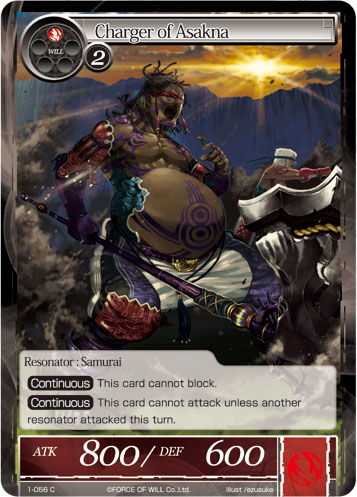 Charger of Asakna
WILL
2
Resonator : Samurai
Continuous This card cannot block.
Continuous This card cannot attack unless another
resonator attacked this turn.
ATK 800 / DEF 600
1-056 C ©FORCE OF WILL Co.,Ltd. Illust /ezusuke